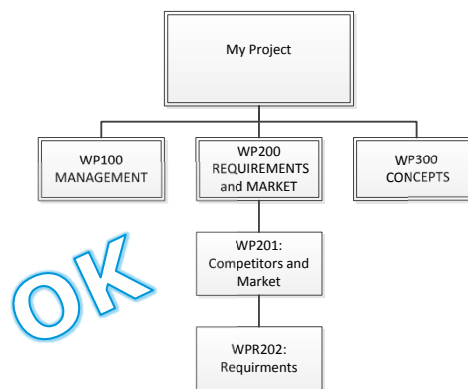 My Project
WP100
MANAGEMENT
WP200
REQUIREMENTS
and MARKET
WP300
CONCEPTS
WP201:
Competitors and
Market
WPR202:
Requirments
OK